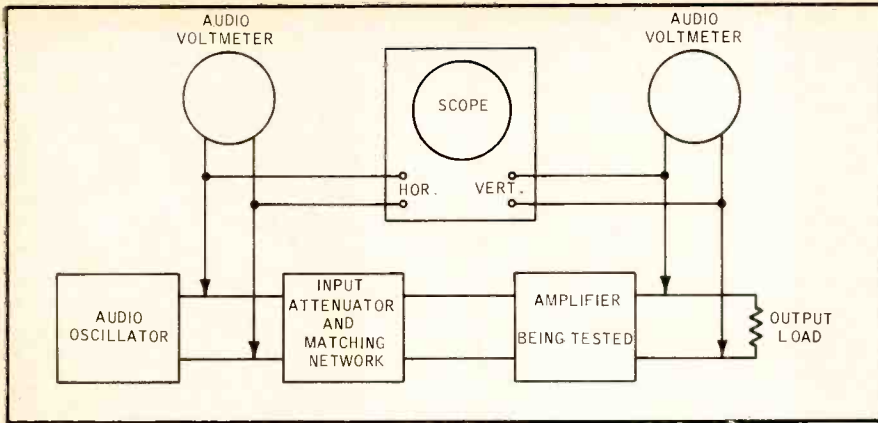 AUDIO
VOLTMETER
AUDIO
VOLTMETER
SCOPE
HOR. VERT.
AUDIO
OSCILLATOR
INPUT
ATTENUATOR
AND
MATCHING
NETWORK
AMPLIFIER
BEING TESTED
OUTPUT
LOAD